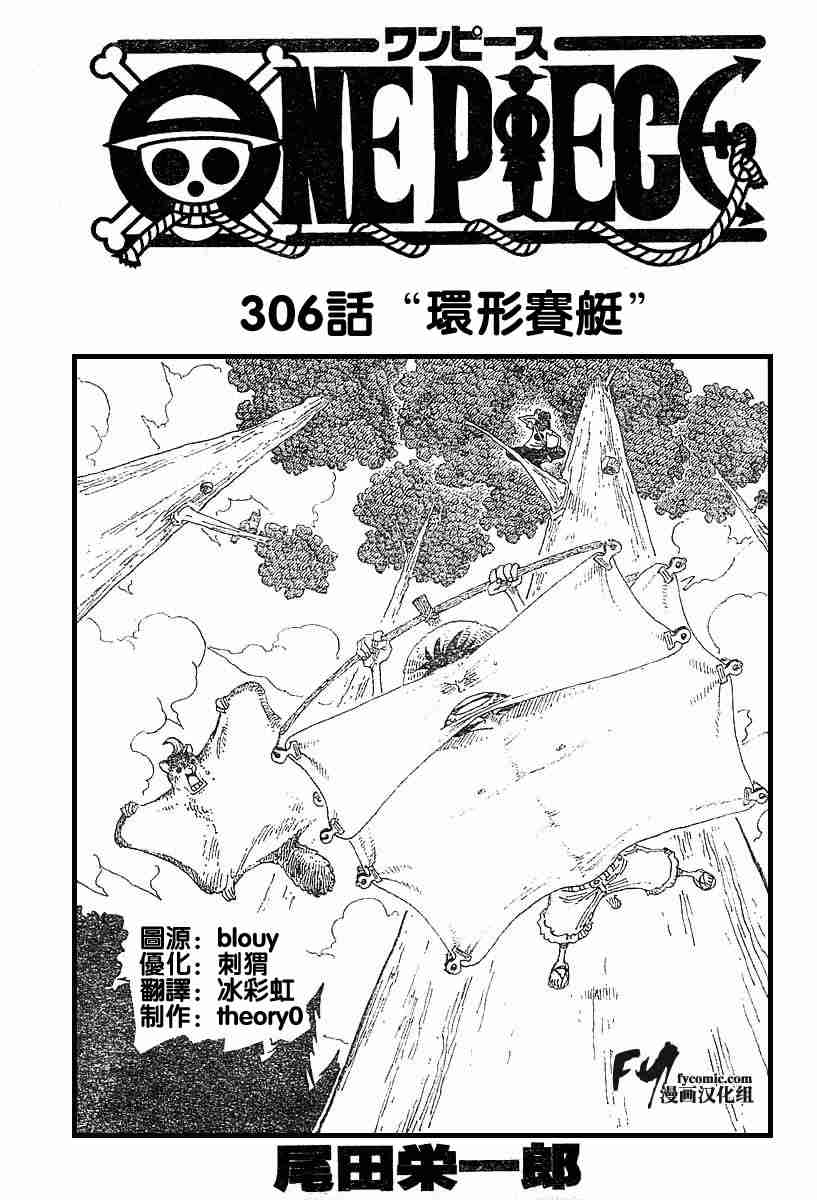 ワンピース
ONE PIECE
306話 “環形賽艇”
圖源：blouy
優化：刺猬
翻譯：冰彩虹
制作：theory0
FY
fycomic.com
漫画汉化组
尾田栄一郎